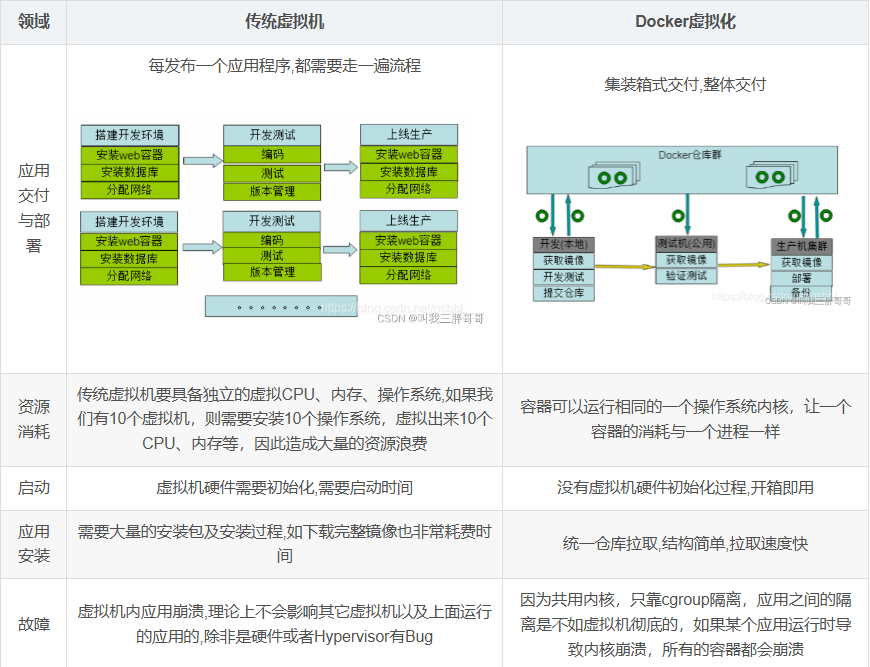 领域
传统虚拟机
Docker虚拟化
应用
交付
与部
署
每发布一个应用程序,都需要走一遍流程
搭建开发环境
安装web容器
安装数据库
分配网络
开发测试
编码
测试
版本管理
上线生产
安装web容器
安装数据库
分配网络
搭建开发环境
安装web容器
安装数据库
分配网络
开发测试
编码
测试
版本管理
上线生产
安装web容器
安装数据库
分配网络
CSDN @叫我三胖哥哥
集装箱式交付,整体交付
Docker仓库群
开发(本地)
获取镜像
开发测试
提交仓库
测试机(公用)
获取镜像
验证测试
生产机集群
获取镜像
部署
备份
CSDN @叫我三胖哥哥
资源
消耗
传统虚拟机要具备独立的虚拟CPU、内存、操作系统,如果我
们有10个虚拟机，则需要安装10个操作系统，虚拟出来10个
CPU、内存等，因此造成大量的资源浪费
容器可以运行相同的一个操作系统内核，让一个
容器的消耗与一个进程一样
启动
虚拟机硬件需要初始化,需要启动时间
没有虚拟机硬件初始化过程,开箱即用
应用
安装
需要大量的安装包及安装过程,如下载完整镜像也非常耗费时
间
统一仓库拉取,结构简单,拉取速度快
故障
虚拟机内应用崩溃,理论上不会影响其它虚拟机以及上面运行
的应用的,除非是硬件或者Hypervisor有Bug
因为共用内核，只靠cgroup隔离，应用之间的隔
离是不如虚拟机彻底的，如果某个应用运行时导
致内核崩溃，所有的容器都会崩溃